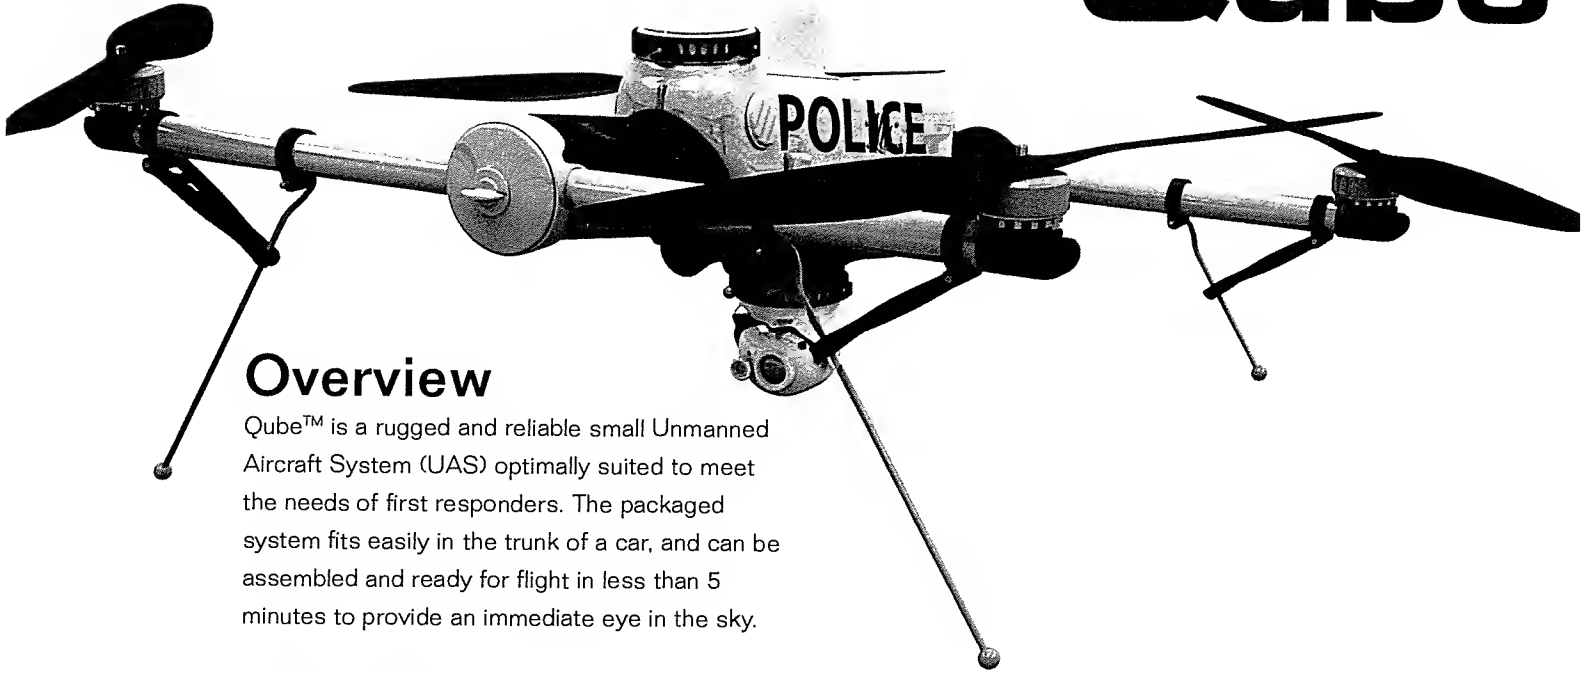 Qube
POLICE
Overview
Qube™ is a rugged and reliable small Unmanned
Aircraft System (UAS) optimally suited to meet
the needs of first responders. The packaged
system fits easily in the trunk of a car, and can be
assembled and ready for flight in less than 5
minutes to provide an immediate eye in the sky.